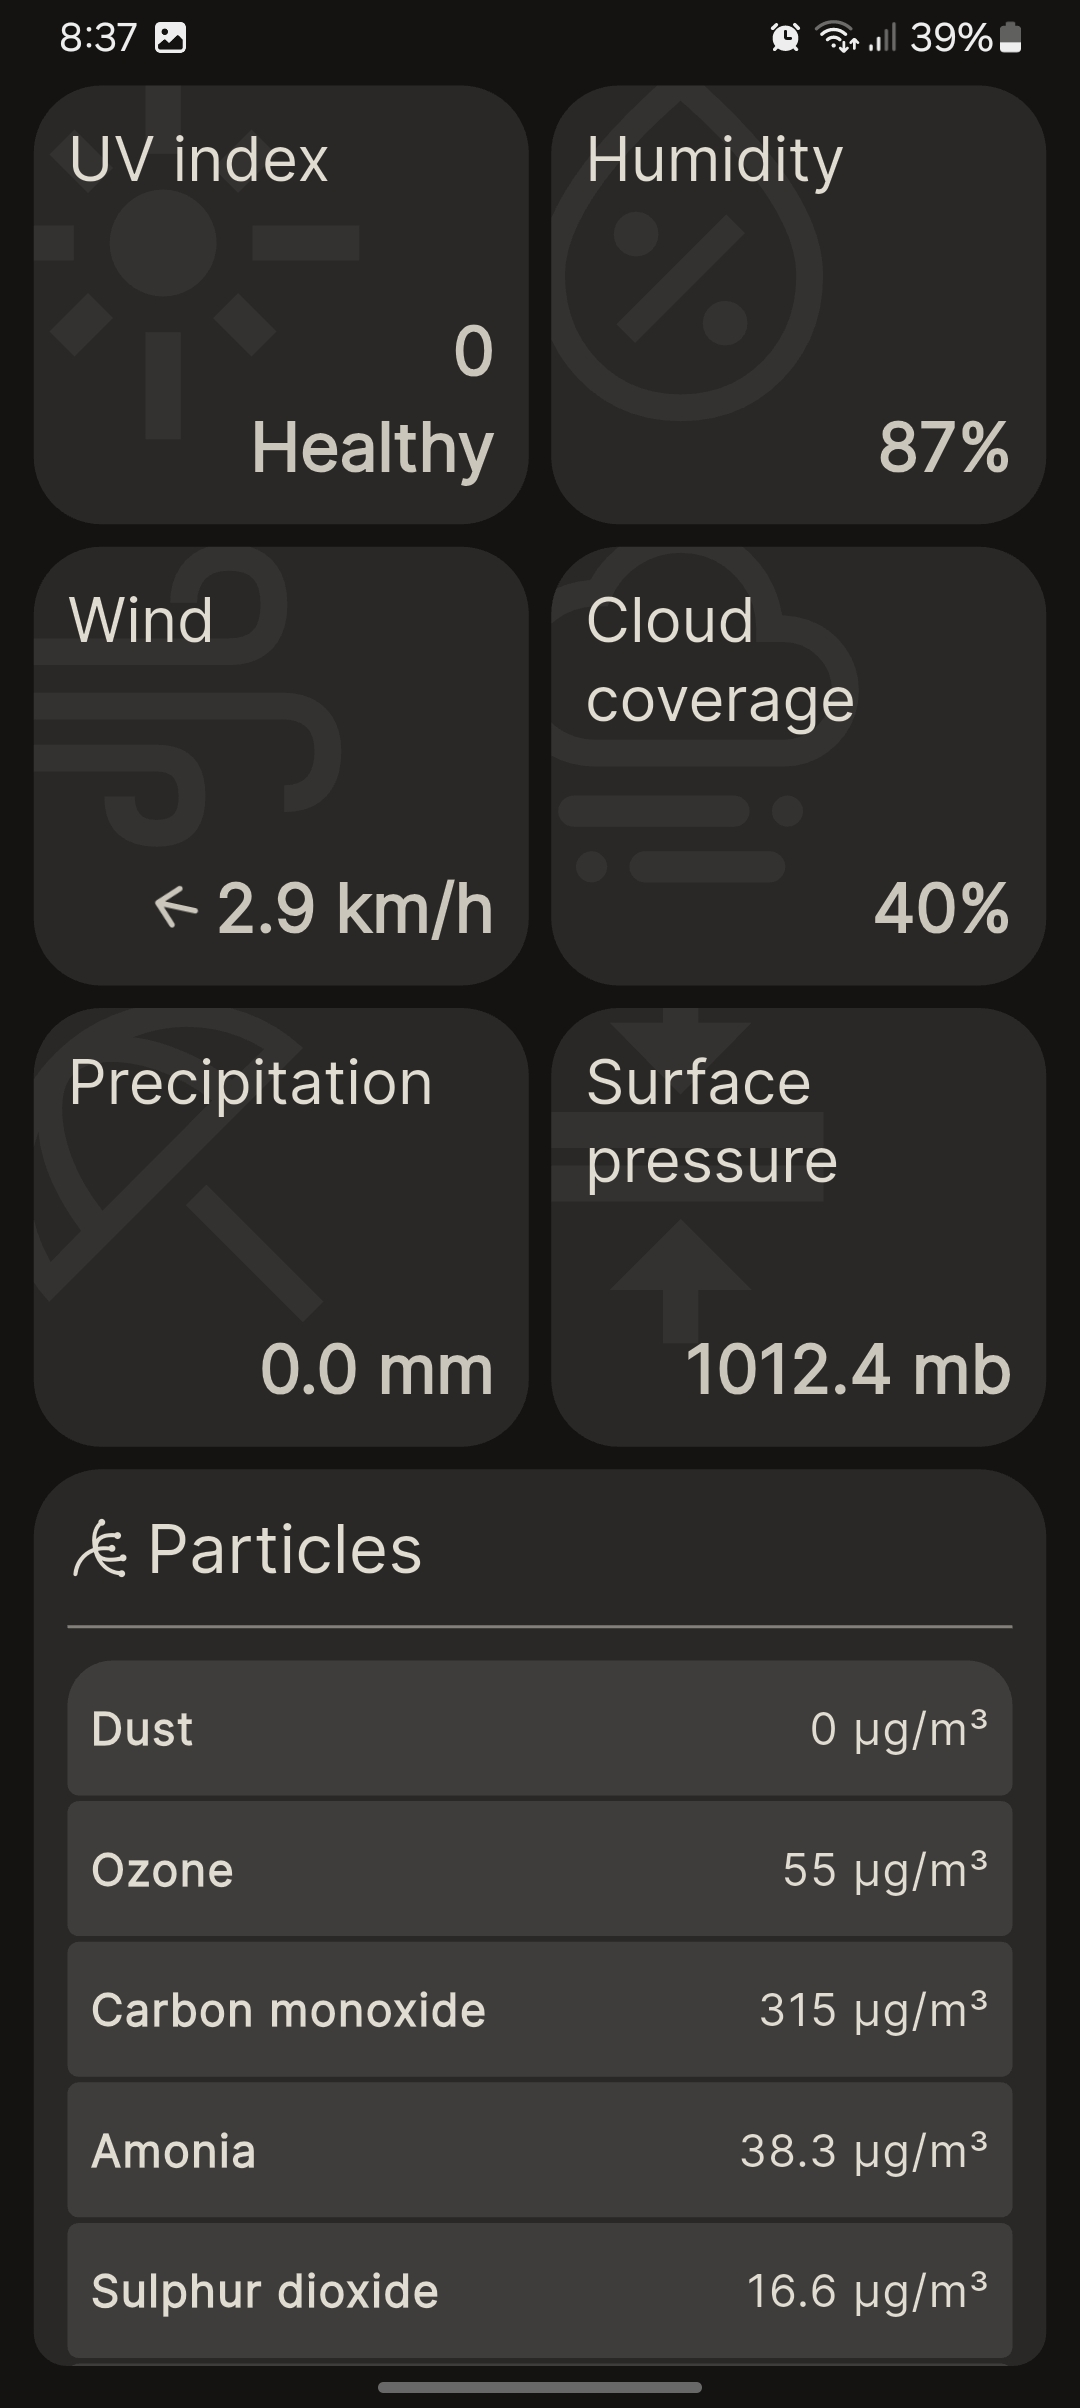 8:37
39%
UV index
0
Healthy
Humidity
87%
Wind
2.9 km/h
Cloud
coverage
40%
Precipitation
0.0 mm
Surface
pressure
1012.4 mb
Particles
Dust 0 µg/m³
Ozone 55 µg/m³
Carbon monoxide 315 µg/m³
Amonia 38.3 µg/m³
Sulphur dioxide 16.6 µg/m³